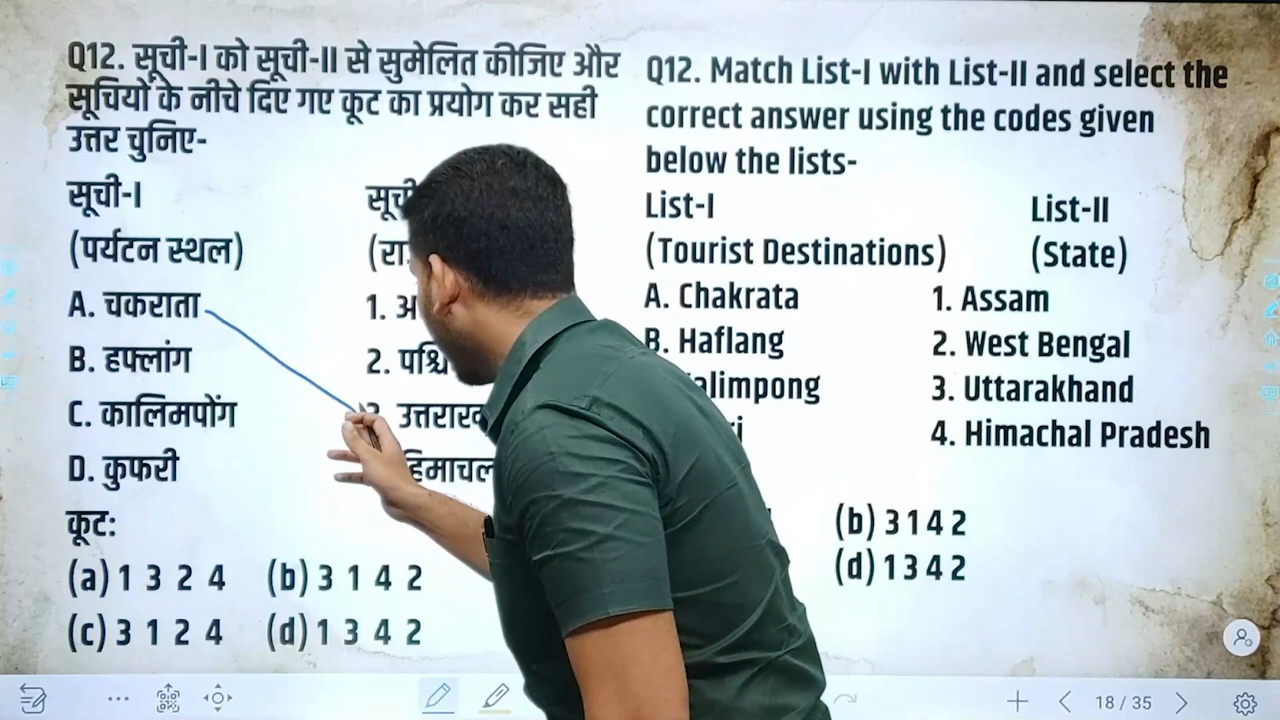 Q12. सूची-I को सूची-II से सुमेलित कीजिए और
सूचियों के नीचे दिए गए कूट का प्रयोग कर सही
उत्तर चुनिए-
सूची-I
(पर्यटन स्थल)
A. चकराता
1.
B. हफ्लांग
2.
C. कालिमपोंग
D. कुफरी
कूट:
(a) 1 3 2 4 (b) 3 1 4 2
(c) 3 1 2 4 (d) 1 3 4 2
Q12. Match List-I with List-II and select the
correct answer using the codes given
below the lists-
List-I List-II
(Tourist Destinations) (State)
A. Chakrata 1. Assam
B. Haflang 2. West Bengal
3. Uttarakhand
4. Himachal Pradesh
(b) 3 1 4 2
(d) 1 3 4 2
18 / 35